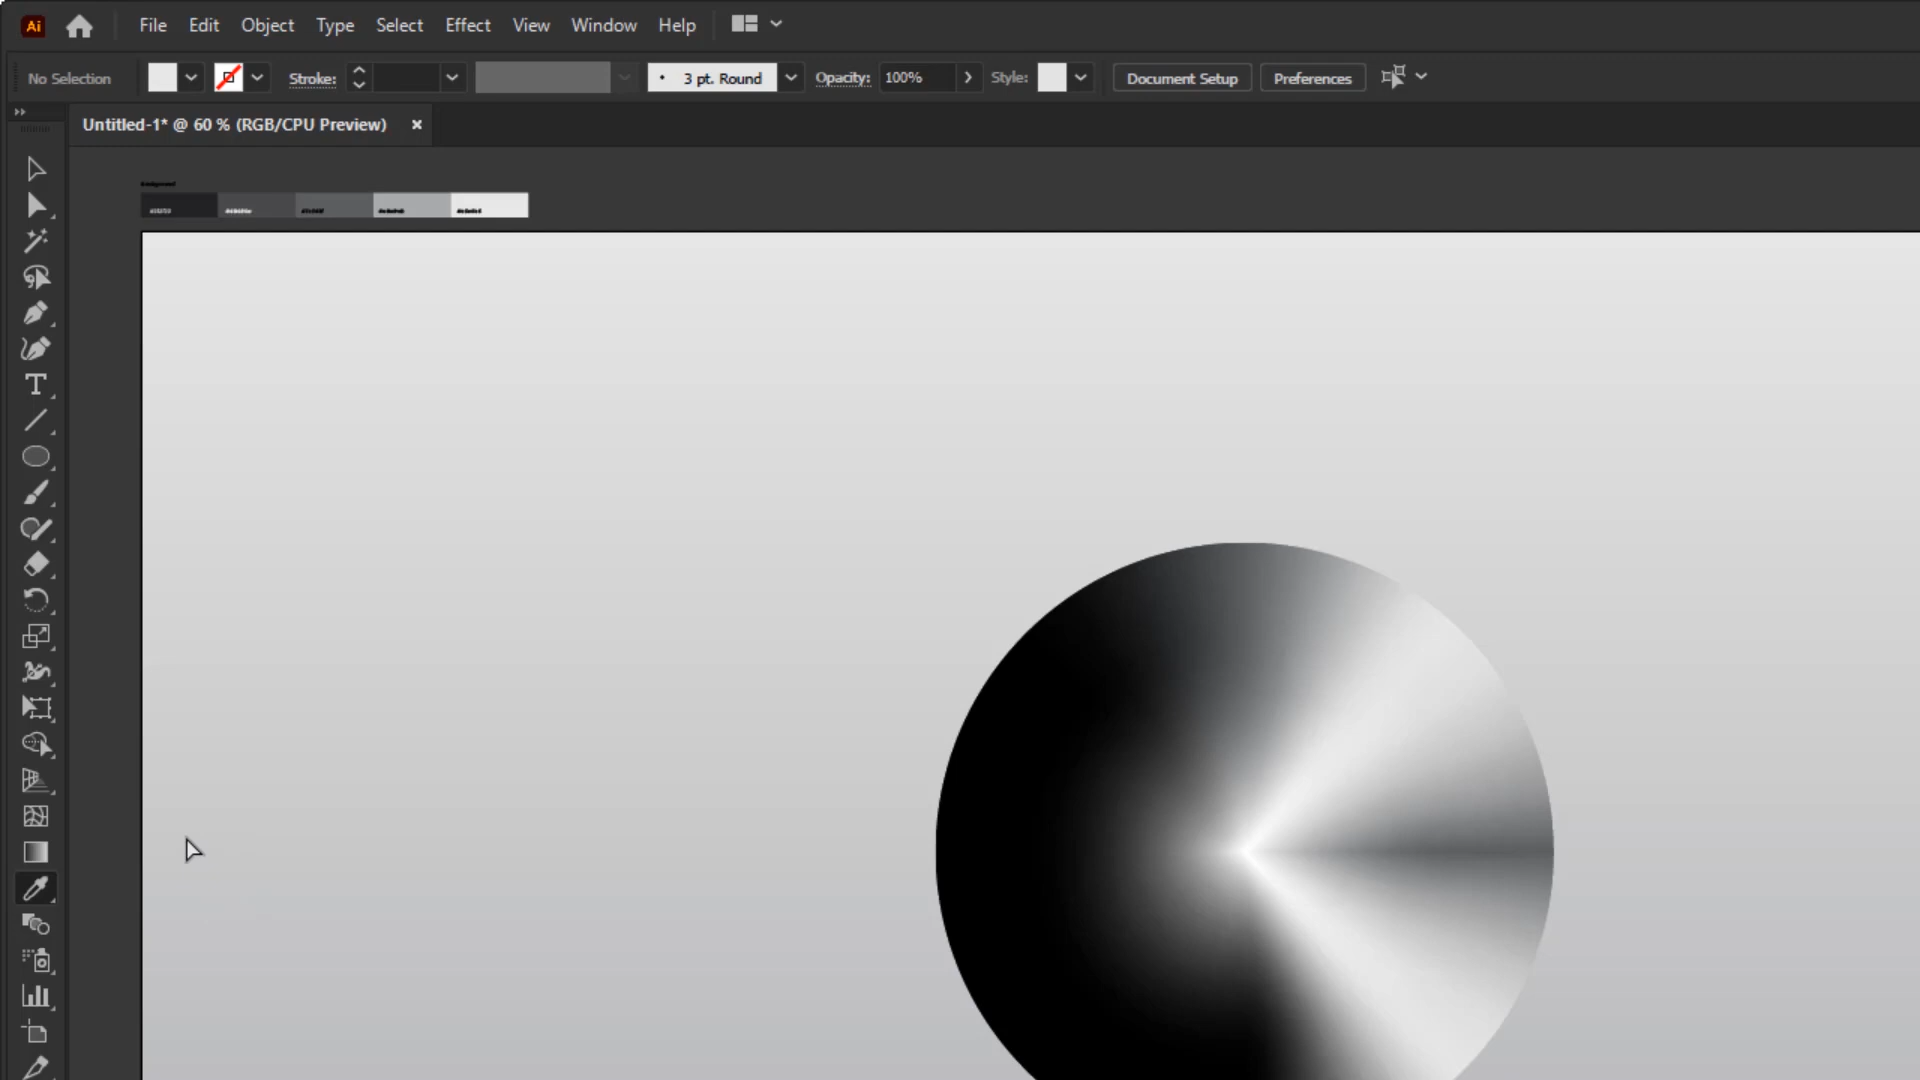 Ai File Edit Object Type Select Effect View Window Help
No Selection Stroke: • 3 pt. Round Opacity: 100% Style: Document Setup Preferences
Untitled-1* @ 60 % (RGB/CPU Preview) ×
Background